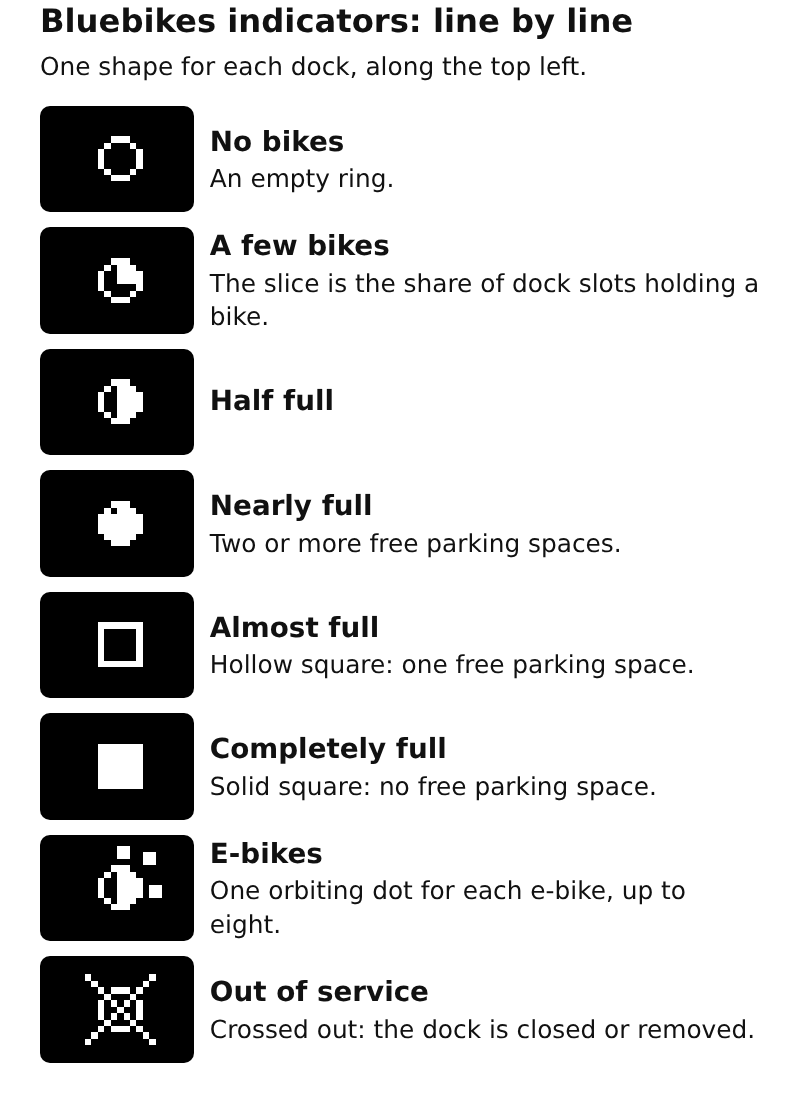 Bluebikes indicators: line by line
One shape for each dock, along the top left.
No bikes
An empty ring.
A few bikes
The slice is the share of dock slots holding a
bike.
Half full
Nearly full
Two or more free parking spaces.
Almost full
Hollow square: one free parking space.
Completely full
Solid square: no free parking space.
E-bikes
One orbiting dot for each e-bike, up to
eight.
Out of service
Crossed out: the dock is closed or removed.